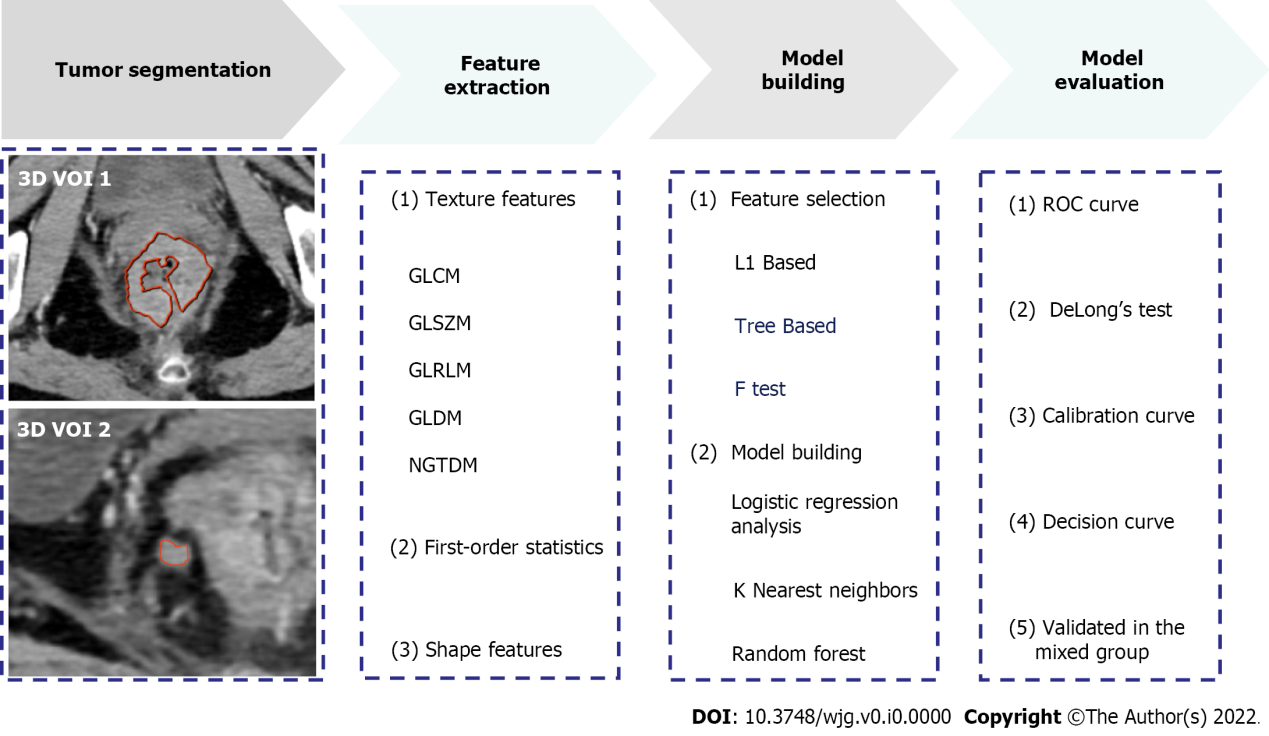 Tumor segmentation
Feature
extraction
Model
building
Model
evaluation
3D VOI 1
3D VOI 2
(1) Texture features
GLCM
GLSZM
GLRLM
GLDM
NGTDM
(2) First-order statistics
(3) Shape features
(1) Feature selection
L1 Based
Tree Based
F test
(2) Model building
Logistic regression
analysis
K Nearest neighbors
Random forest
(1) ROC curve
(2) DeLong's test
(3) Calibration curve
(4) Decision curve
(5) Validated in the
mixed group
DOI: 10.3748/wjg.v0.i0.0000 Copyright ©The Author(s) 2022.